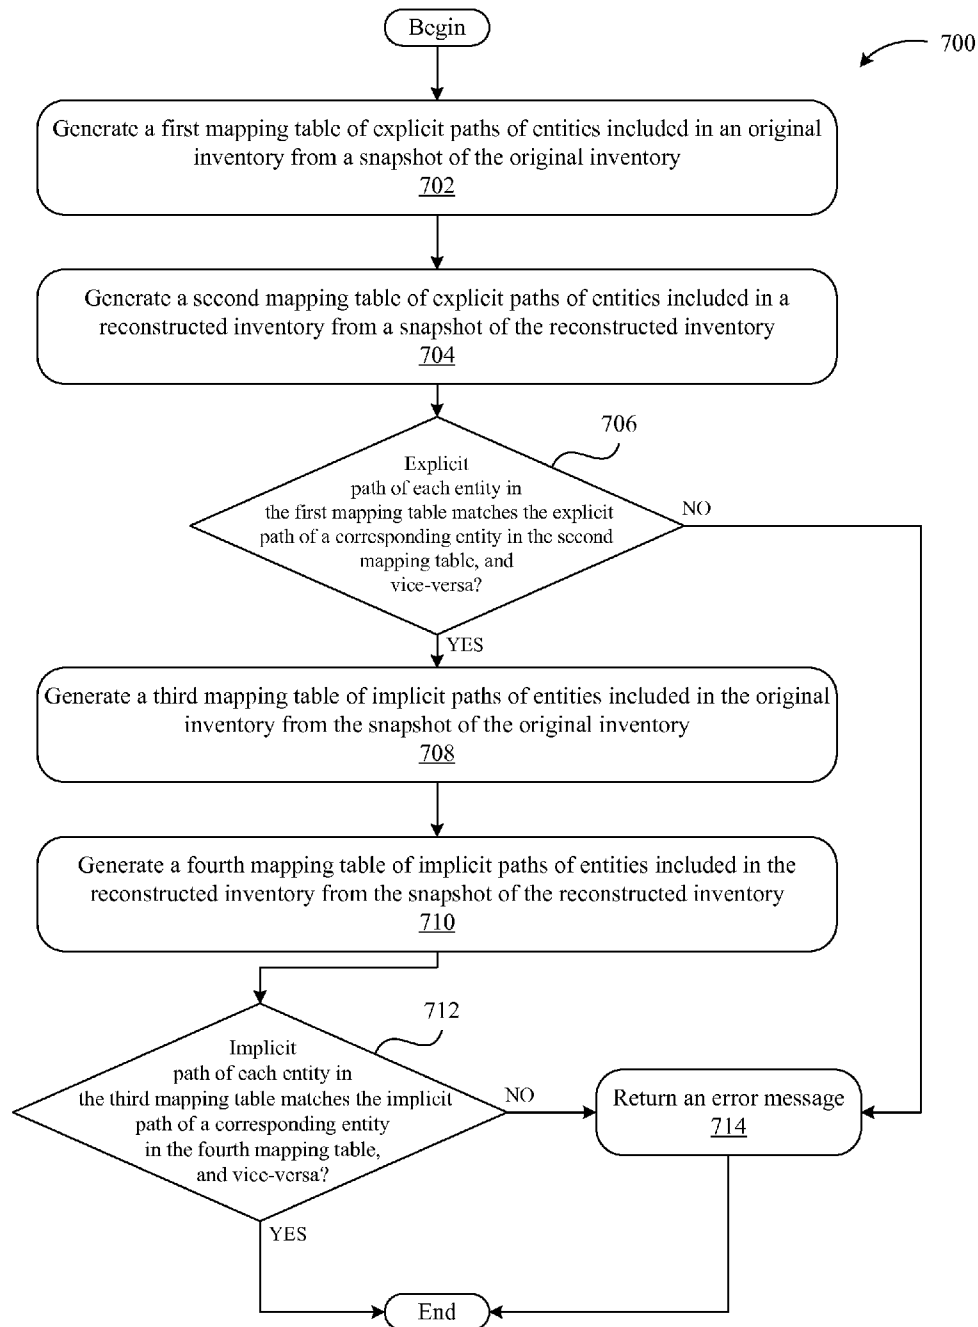 Begin
700
Generate a first mapping table of explicit paths of entities included in an original
inventory from a snapshot of the original inventory
702
Generate a second mapping table of explicit paths of entities included in a
reconstructed inventory from a snapshot of the reconstructed inventory
704
706
Explicit
path of each entity in
the first mapping table matches the explicit
path of a corresponding entity in the second
mapping table, and
vice-versa?
NO
YES
Generate a third mapping table of implicit paths of entities included in the original
inventory from the snapshot of the original inventory
708
Generate a fourth mapping table of implicit paths of entities included in the
reconstructed inventory from the snapshot of the reconstructed inventory
710
712
Implicit
path of each entity in
the third mapping table matches the implicit
path of a corresponding entity
in the fourth mapping table,
and vice-versa?
NO
Return an error message
714
YES
End